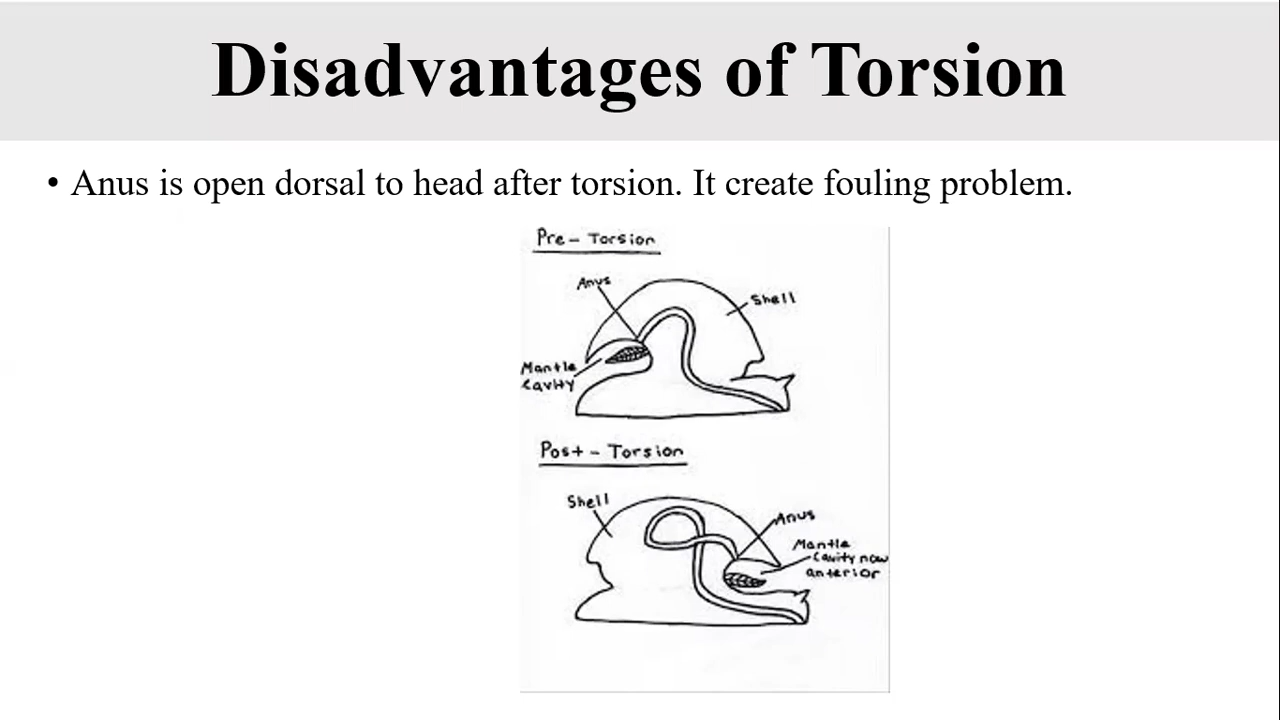 Disadvantages of Torsion
• Anus is open dorsal to head after torsion. It create fouling problem.
Pre - Torsion
Anus
Shell
Mantle
Cavity
Post - Torsion
Shell
Anus
Mantle
Cavity now
anterior